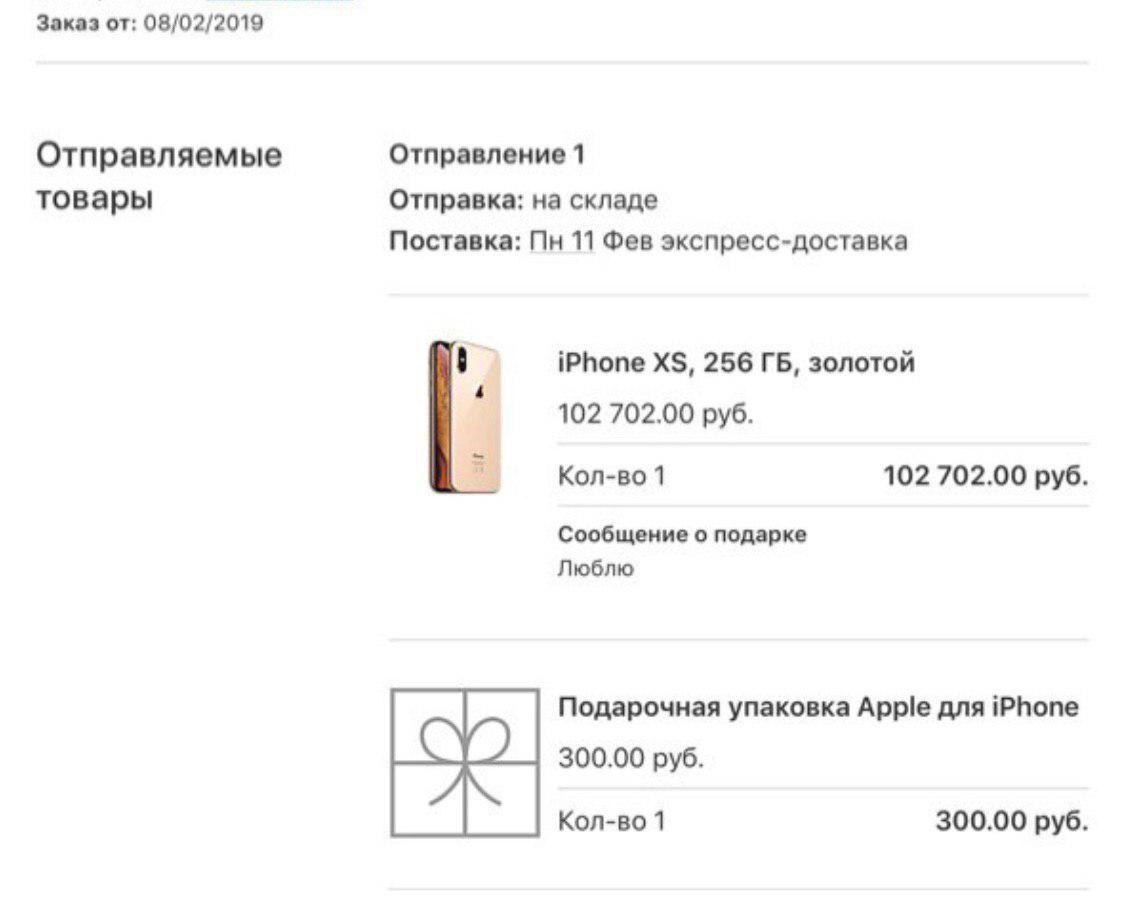 Заказ от: 08/02/2019
Отправляемые
товары
Отправление 1
Отправка: на складе
Поставка: Пн 11 Фев экспресс-доставка
iPhone XS, 256 ГБ, золотой
102 702.00 руб.
Кол-во 1 102 702.00 руб.
Сообщение о подарке
Люблю
Подарочная упаковка Apple для iPhone
300.00 руб.
Кол-во 1 300.00 руб.